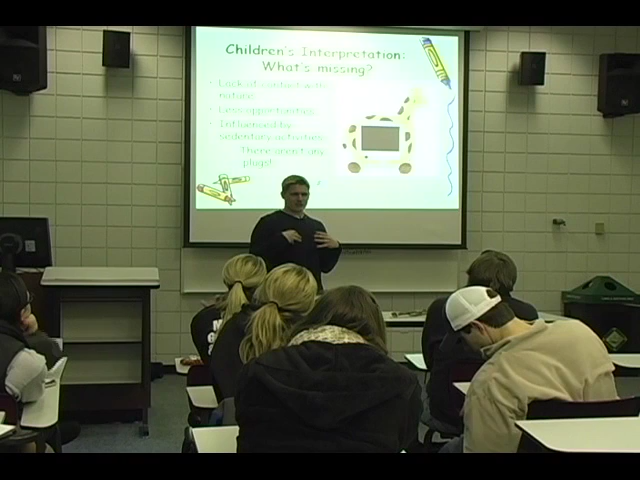 Children's Interpretation:
What's missing?
Lack of contact with
nature
Less opportunities
Influenced by
sedentary activities
There aren't any
plugs!